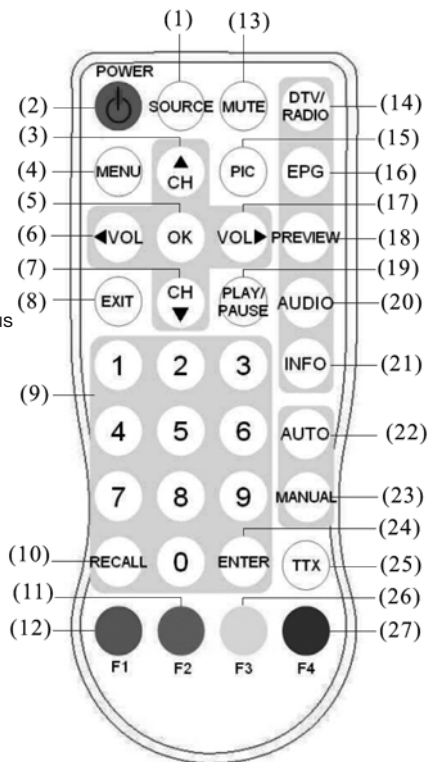 (1) (13)
POWER
(2) SOURCE MUTE DTV/ RADIO (14)
(3) (15)
(4) MENU ▲ CH PIC EPG (16)
(5) (17)
(6) ◀VOL OK VOL▶ PREVIEW (18)
(7) (19)
(8) EXIT CH ▼ PLAY/ PAUSE AUDIO (20)
us
1 2 3 INFO (21)
(9)
4 5 6 AUTO (22)
7 8 9 MANUAL (23)
(24)
(10) RECALL 0 ENTER TTX (25)
(11) (26)
(12) (27)
F1 F2 F3 F4